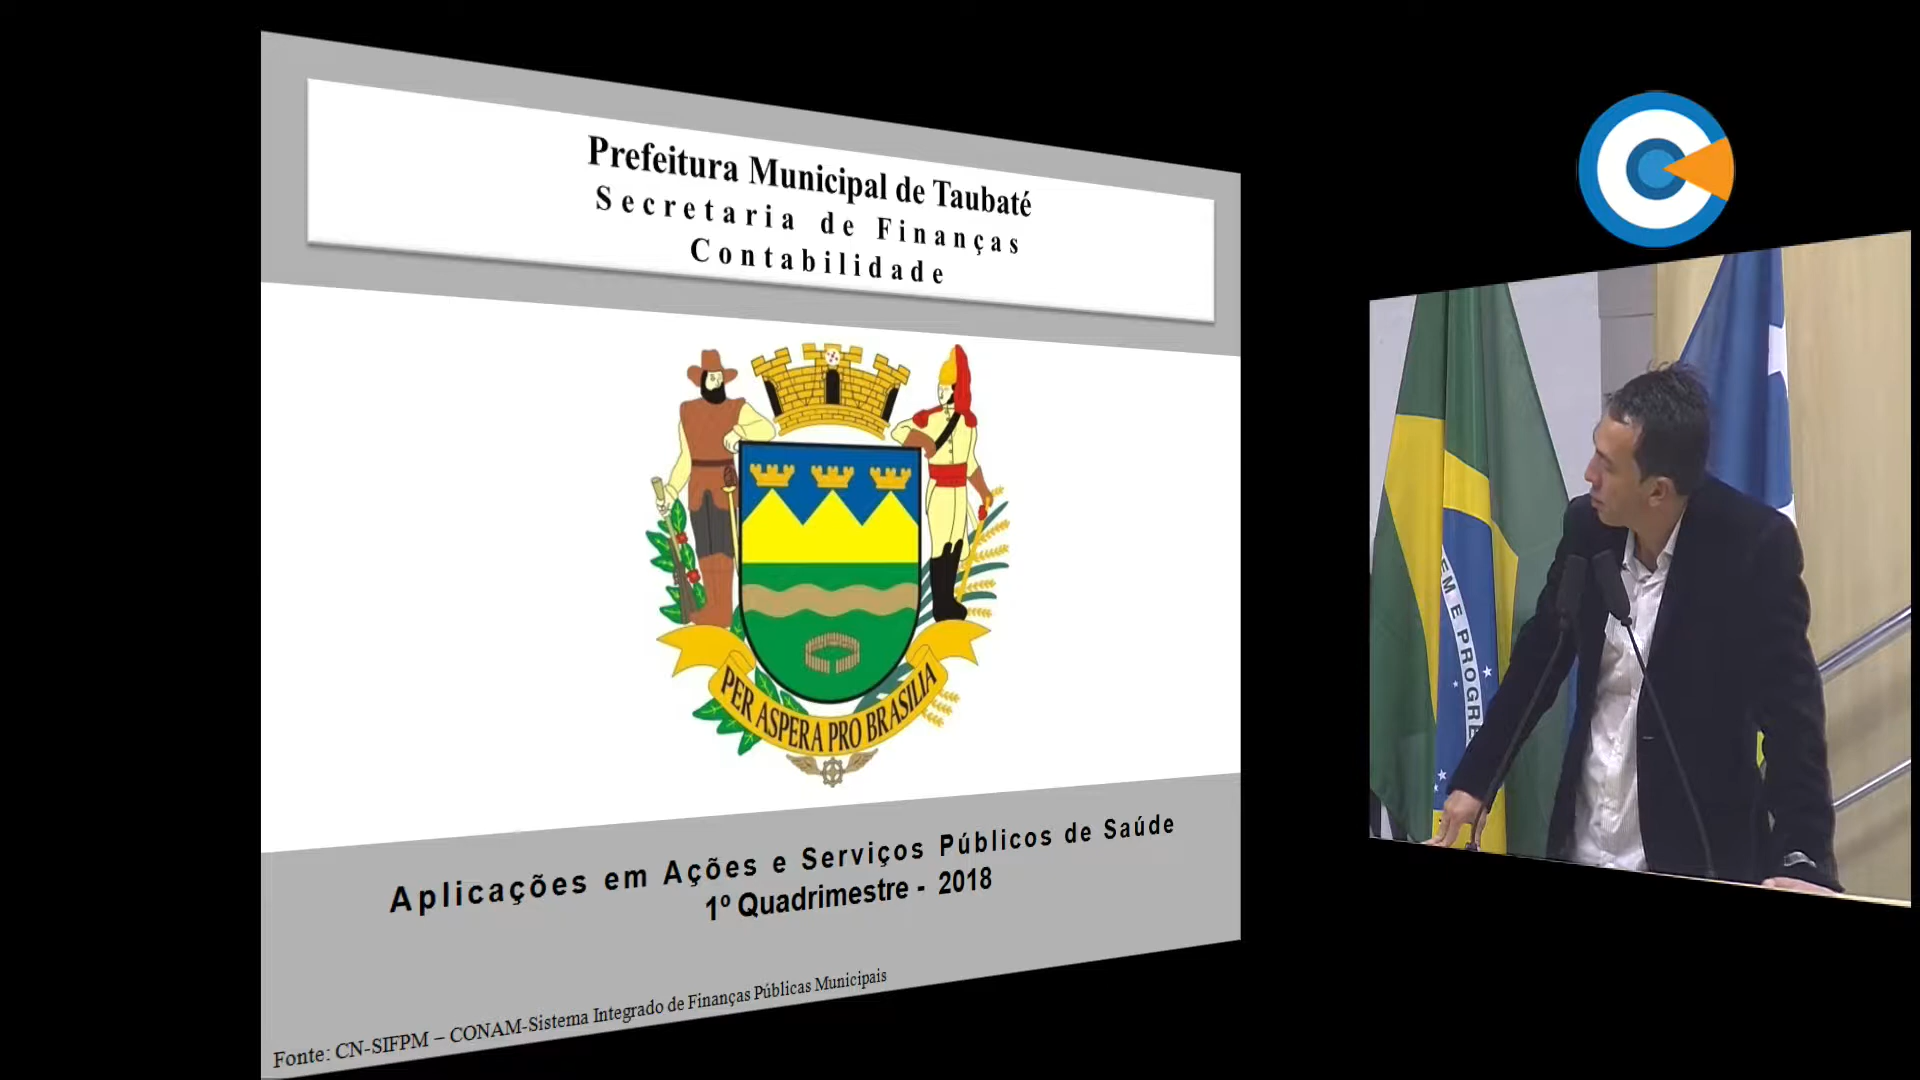 Prefeitura Municipal de Taubaté
Secretaria de Finanças
Contabilidade
PER ASPERA PRO BRASILIA
Aplicações em Ações e Serviços Públicos de Saúde
1º Quadrimestre - 2018
Fonte: CN-SIFPM – CONAM-Sistema Integrado de Finanças Públicas Municipais
EM E PROGRE